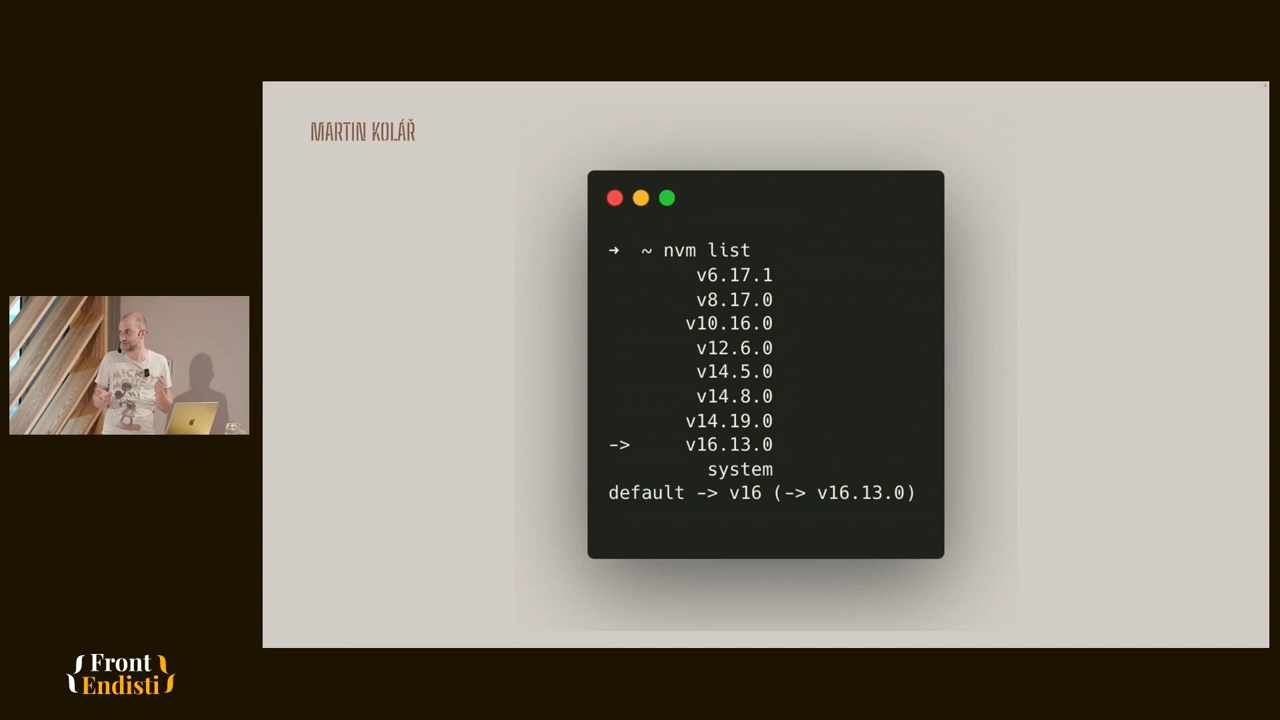 MARTIN KOLÁŘ
➜ ~ nvm list
v6.17.1
v8.17.0
v10.16.0
v12.6.0
v14.5.0
v14.8.0
v14.19.0
-> v16.13.0
system
default -> v16 (-> v16.13.0)
MICKEY
{ Front }
{ Endisti }